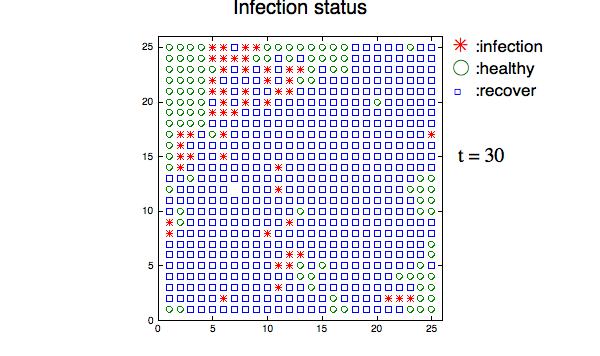 Infection status
:infection
:healthy
:recover
t = 30
25
20
15
10
5
0
0 5 10 15 20 25